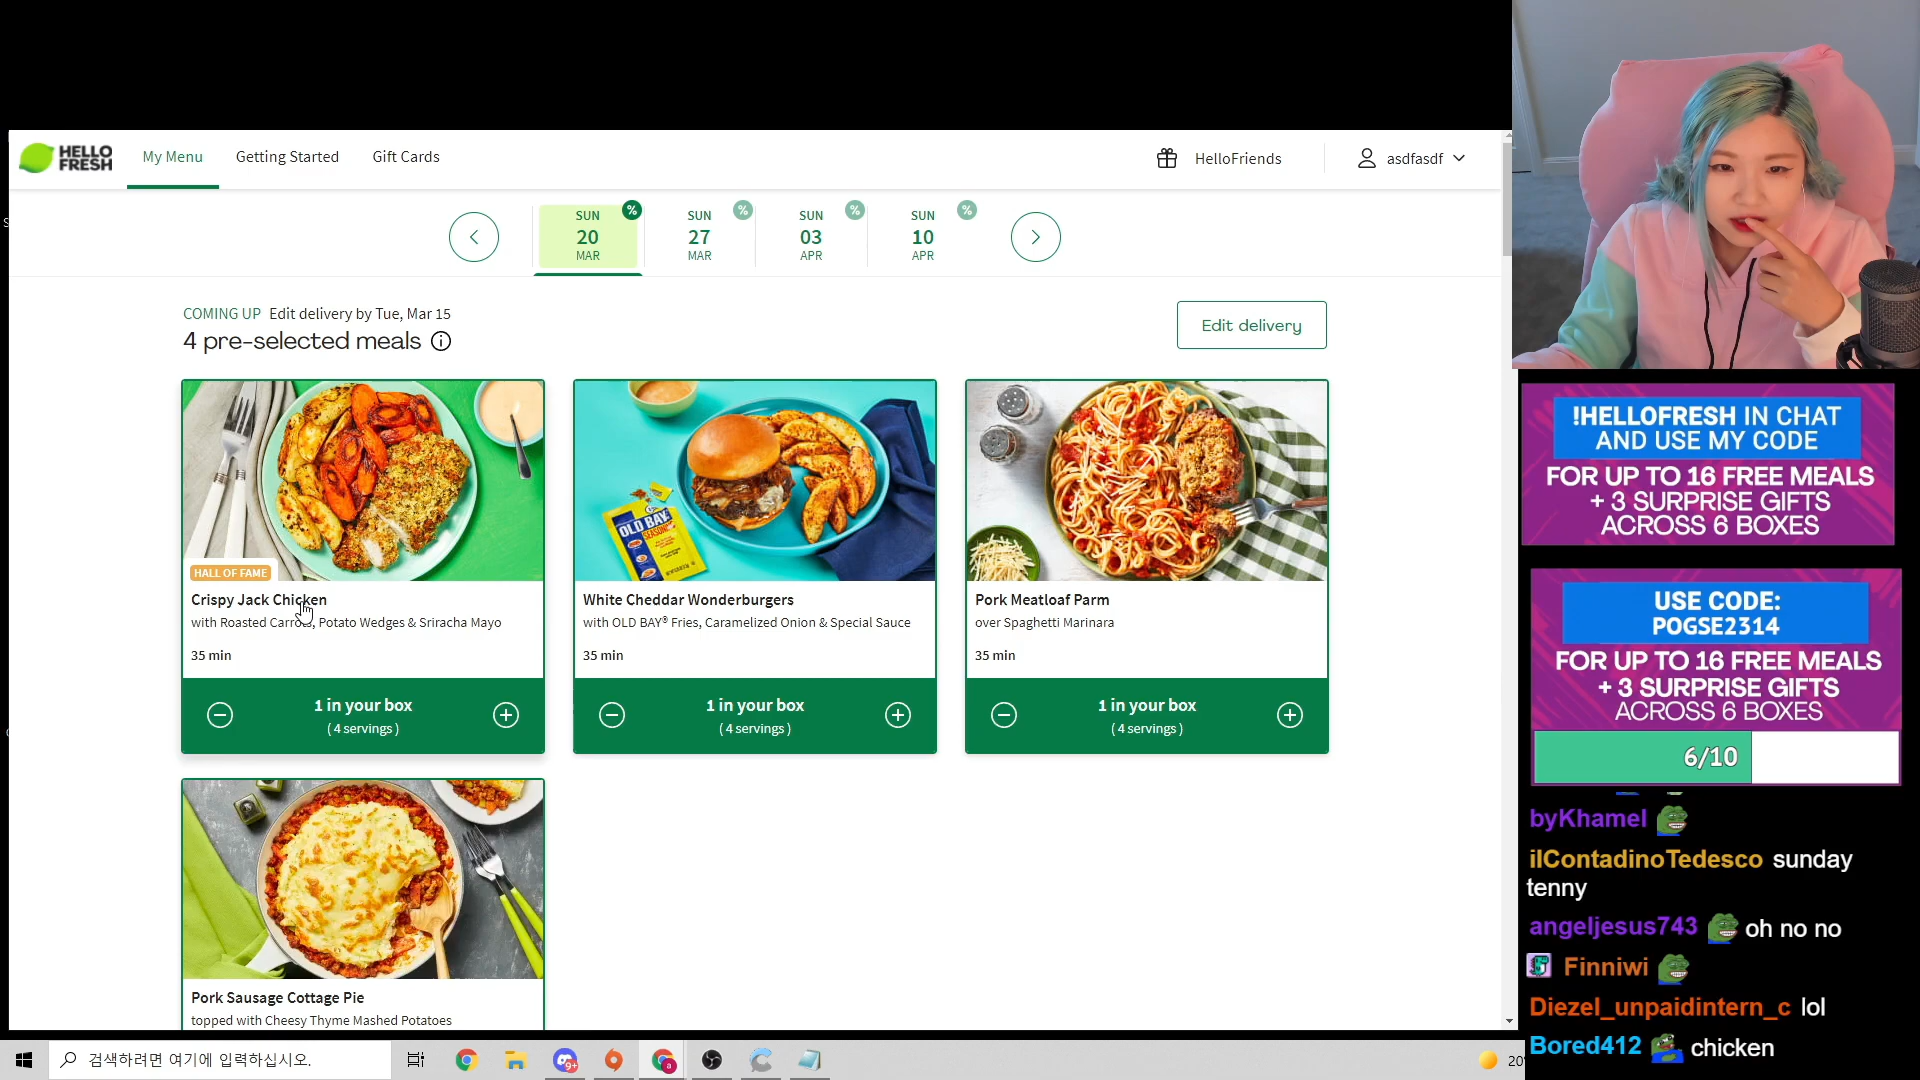 HELLO
FRESH
My Menu
Getting Started
Gift Cards
HelloFriends
asdfasdf
SUN
20
MAR
%
SUN
27
MAR
%
SUN
03
APR
%
SUN
10
APR
%
COMING UP Edit delivery by Tue, Mar 15
4 pre-selected meals
Edit delivery
HALL OF FAME
Crispy Jack Chicken
with Roasted Carrots, Potato Wedges & Sriracha Mayo
35 min
1 in your box
( 4 servings )
OLD BAY
SEASONING
White Cheddar Wonderburgers
with OLD BAY® Fries, Caramelized Onion & Special Sauce
35 min
1 in your box
( 4 servings )
Pork Meatloaf Parm
over Spaghetti Marinara
35 min
1 in your box
( 4 servings )
Pork Sausage Cottage Pie
topped with Cheesy Thyme Mashed Potatoes
!HELLOFRESH IN CHAT
AND USE MY CODE
FOR UP TO 16 FREE MEALS
+ 3 SURPRISE GIFTS
ACROSS 6 BOXES
USE CODE:
POGSE2314
FOR UP TO 16 FREE MEALS
+ 3 SURPRISE GIFTS
ACROSS 6 BOXES
6/10
byKhamel
ilContadinoTedesco sunday
tenny
angeljesus743 oh no no
Finniwi
Diezel_unpaidintern_c lol
Bored412 chicken
검색하려면 여기에 입력하십시오.
9+
a
20